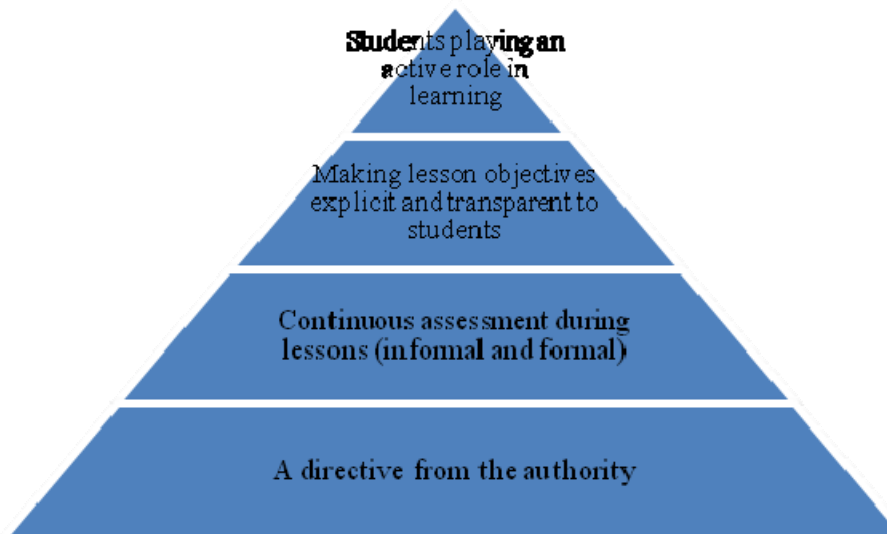 Students playing an
active role in
learning
Making lesson objectives
explicit and transparent to
students
Continuous assessment during
lessons (informal and formal)
A directive from the authority